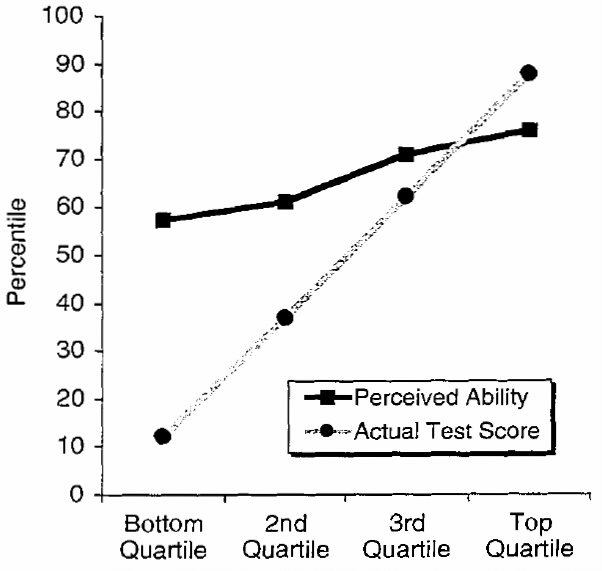 100
90
80
70
60
50
40
30
20
10
0
Percentile
Perceived Ability
Actual Test Score
Bottom Quartile
2nd Quartile
3rd Quartile
Top Quartile